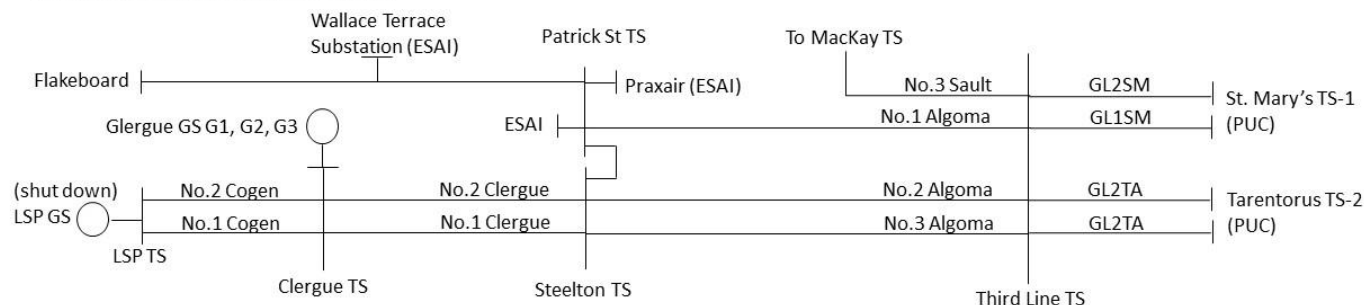 Wallace Terrace
Substation (ESAI)
Patrick St TS
To MacKay TS
Flakeboard
Praxair (ESAI)
No.3 Sault
GL2SM
St. Mary's TS-1
(PUC)
Glergue GS G1, G2, G3
ESAI
No.1 Algoma
GL1SM
(shut down)
LSP GS
No.2 Cogen
No.2 Clergue
No.2 Algoma
GL2TA
Tarentorus TS-2
(PUC)
No.1 Cogen
No.1 Clergue
No.3 Algoma
GL2TA
LSP TS
Clergue TS
Steelton TS
Third Line TS